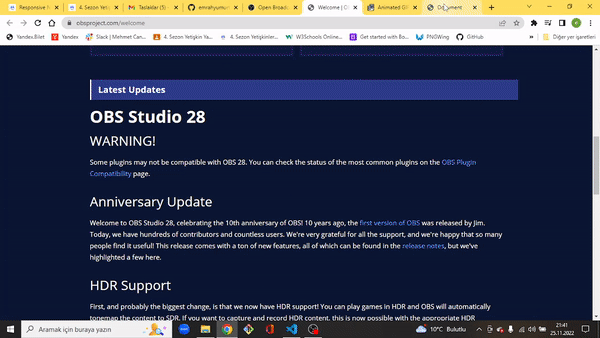 Responsive N
4. Sezon Yetişl
Taslaklar (5)
emrahyumuo
Open Broadc
Welcome | O
Animated GI
Document
obsproject.com/welcome
Yandex.Bilet
Yandex
Slack | Mehmet Can...
4. Sezon Yetişkin Ya...
4. Sezon Yetişkinler...
W3Schools Online...
Get started with Bo...
PNGWing
GitHub
Diğer yer işaretleri
Latest Updates
OBS Studio 28
WARNING!
Some plugins may not be compatible with OBS 28. You can check the status of the most common plugins on the OBS Plugin
Compatibility page.
Anniversary Update
Welcome to OBS Studio 28, celebrating the 10th anniversary of OBS! 10 years ago, the first version of OBS was released by Jim.
Today, we have hundreds of contributors and countless users. We're very grateful for all the support, and we're happy that so many
people find it useful! This release comes with a ton of new features, all of which can be found in the release notes, but we've
highlighted a few here.
HDR Support
First, and probably the biggest change, is that we now have HDR support! You can play games in HDR and OBS will automatically
tonemap the content to SDR. If you want to capture and record HDR content, this is now possible with the appropriate HDR
Aramak için buraya yazın
10°C Bulutlu
21:41
25.11.2022